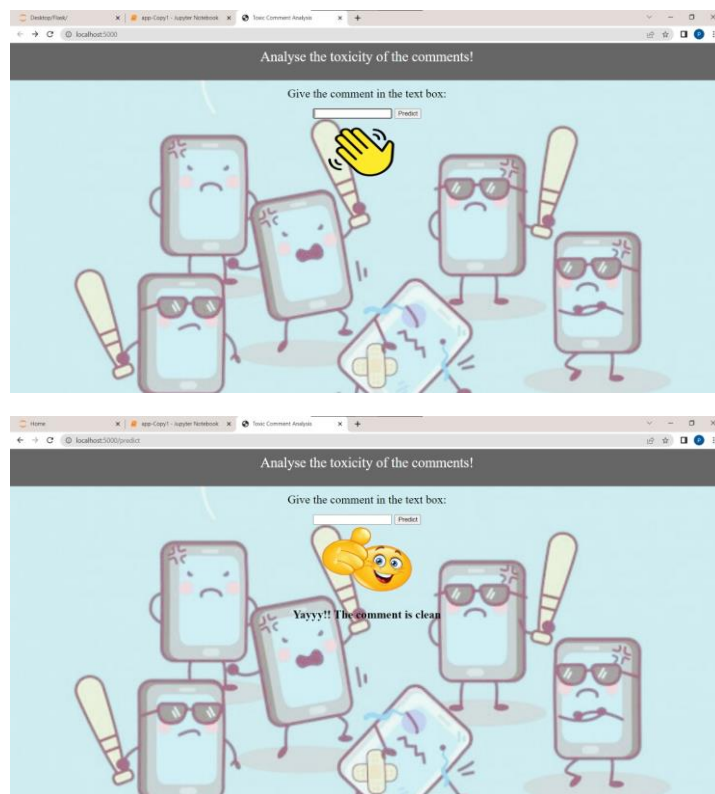 Desktop/Flask/ app-Copy1 - Jupyter Notebook Toxic Comment Analysis
localhost:5000
Analyse the toxicity of the comments!
Give the comment in the text box:
Predict
Home app-Copy1 - Jupyter Notebook Toxic Comment Analysis
localhost:5000/predict
Analyse the toxicity of the comments!
Give the comment in the text box:
Predict
Yayyy!! The comment is clean